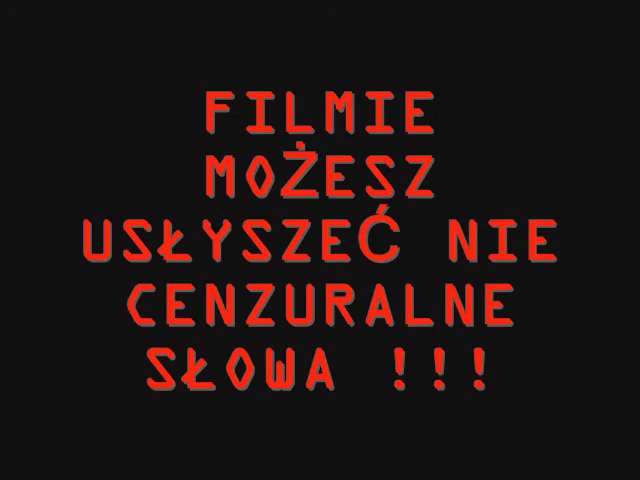 FILMIE
MOŻESZ
USŁYSZEĆ NIE
CENZURALNE
SŁOWA !!!